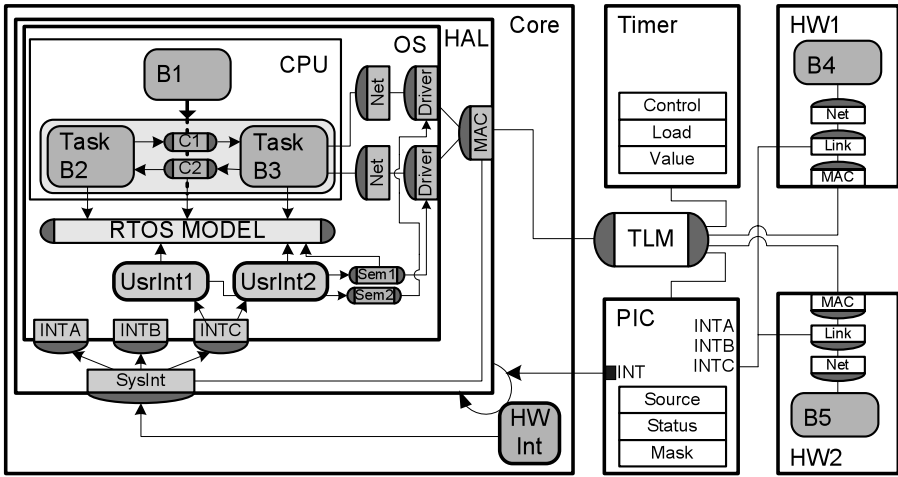 Core
HAL
OS
CPU
B1
Task
B2
C1
C2
Task
B3
Net
Driver
Net
Driver
MAC
RTOS MODEL
UsrInt1
UsrInt2
Sem1
Sem2
INTA
INTB
INTC
SysInt
HW
Int
Timer
Control
Load
Value
TLM
PIC
INTA
INTB
INTC
INT
Source
Status
Mask
HW1
B4
Net
Link
MAC
MAC
Link
Net
B5
HW2